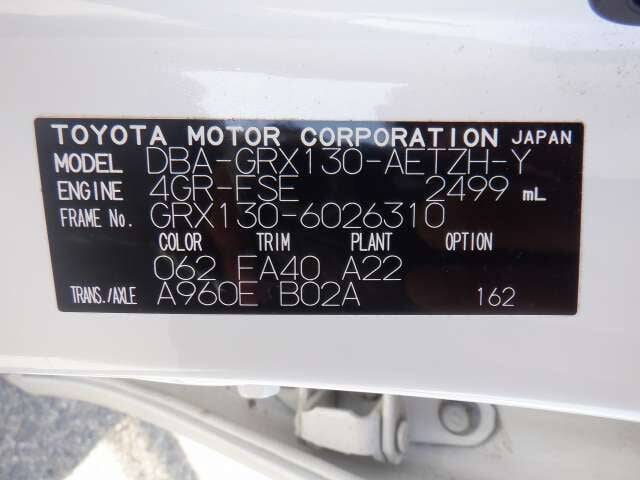 TOYOTA MOTOR CORPORATION JAPAN
MODEL DBA-GRX130-AETZH-Y
ENGINE 4GR-FSE 2499 mL
FRAME No. GRX130-6026310
COLOR TRIM PLANT OPTION
062 FA40 A22
TRANS./AXLE A960E B02A 162